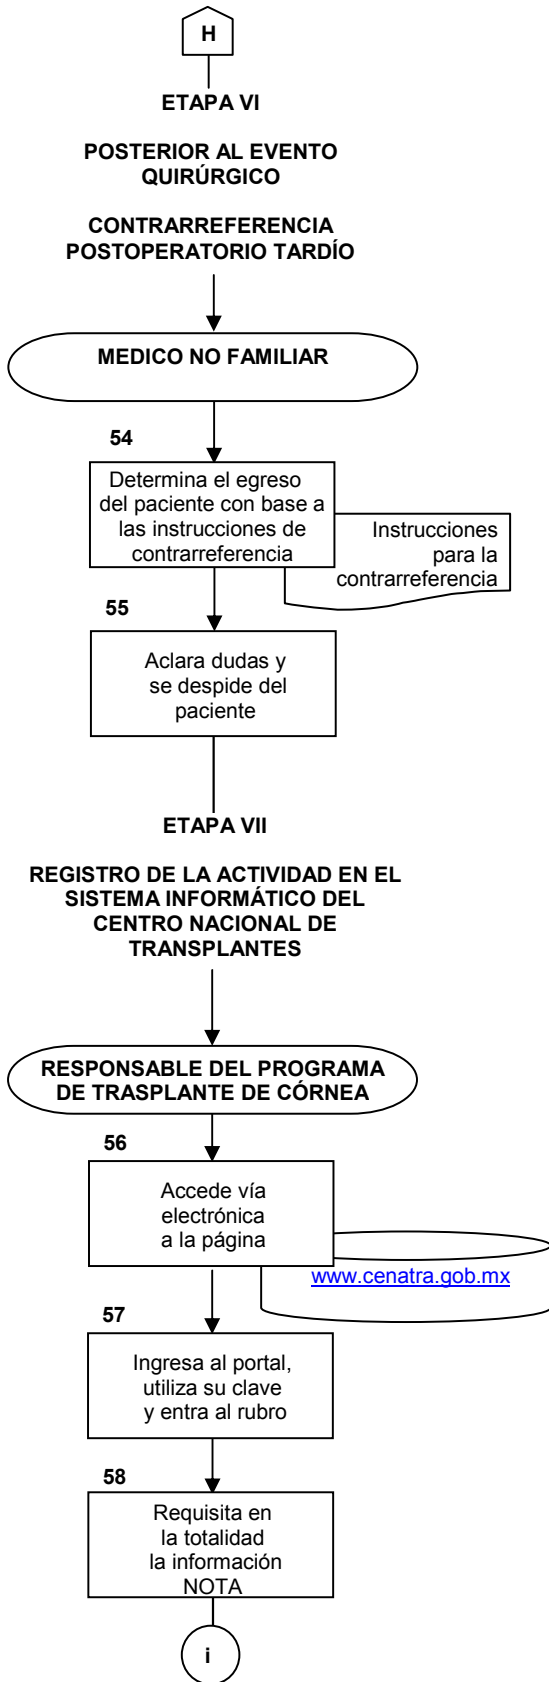 H
ETAPA VI
POSTERIOR AL EVENTO
QUIRÚRGICO
CONTRARREFERENCIA
POSTOPERATORIO TARDÍO
MEDICO NO FAMILIAR
54
Determina el egreso
del paciente con base a
las instrucciones de
contrarreferencia
Instrucciones
para la
contrarreferencia
55
Aclara dudas y
se despide del
paciente
ETAPA VII
REGISTRO DE LA ACTIVIDAD EN EL
SISTEMA INFORMÁTICO DEL
CENTRO NACIONAL DE
TRANSPLANTES
RESPONSABLE DEL PROGRAMA
DE TRASPLANTE DE CÓRNEA
56
Accede vía
electrónica
a la página
www.cenatra.gob.mx
57
Ingresa al portal,
utiliza su clave
y entra al rubro
58
Requisita en
la totalidad
la información
NOTA
i